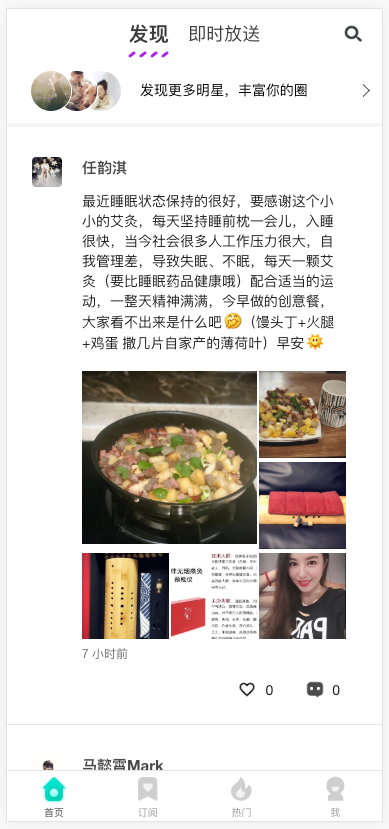 发现 即时放送
发现更多明星，丰富你的圈
任韵淇
最近睡眠状态保持的很好，要感谢这个小
小的艾灸，每天坚持睡前枕一会儿，入睡
很快，当今社会很多人工作压力很大，自
我管理差，导致失眠、不眠，每天一颗艾
灸（要比睡眠药品健康哦）配合适当的运
动，一整天精神满满，今早做的创意餐，
大家看不出来是什么吧🤣（馒头丁+火腿
+鸡蛋 撒几片自家产的薄荷叶）早安🌞
伴无烟熏灸
颈枕仪
7 小时前
0 0
马懿霄Mark
首页 订阅 热门 我